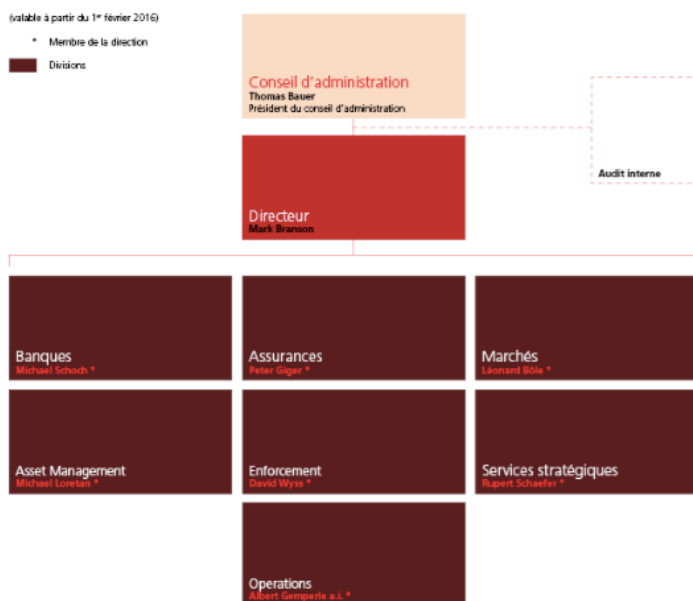 (valable à partir du 1er février 2016)
* Membre de la direction
Divisions
Conseil d'administration
Thomas Bauer
Président du conseil d'administration
Audit interne
Directeur
Mark Branson
Banques
Michael Schoch *
Assurances
Peter Giger *
Marchés
Léonard Bôle *
Asset Management
Michael Loretan *
Enforcement
David Wyss *
Services stratégiques
Rupert Schaefer *
Operations
Albert Gemperle a.i. *